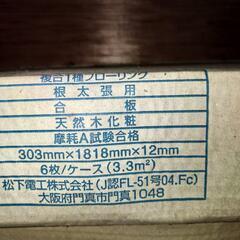 複合1種フローリング
根太張用
合板
天然木化粧
摩耗A試験合格
303mm×1818mm×12mm
6枚/ケース(3.3㎡)
松下電工株式会社(J認FL-51号04.Fc)
大阪府門真市門真1048